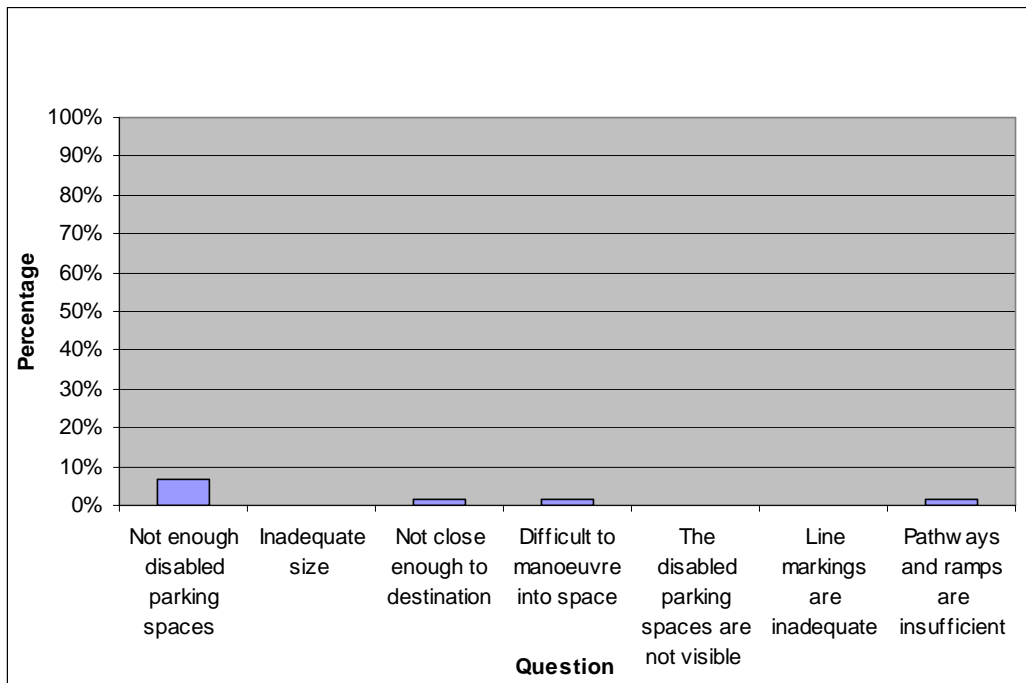 100%
90%
80%
70%
60%
50%
40%
30%
20%
10%
0%
Percentage
Not enough
disabled
parking
spaces
Inadequate
size
Not close
enough to
destination
Difficult to
manoeuvre
into space
The
disabled
parking
spaces are
not visible
Line
markings
are
inadequate
Pathways
and ramps
are
insufficient
Question